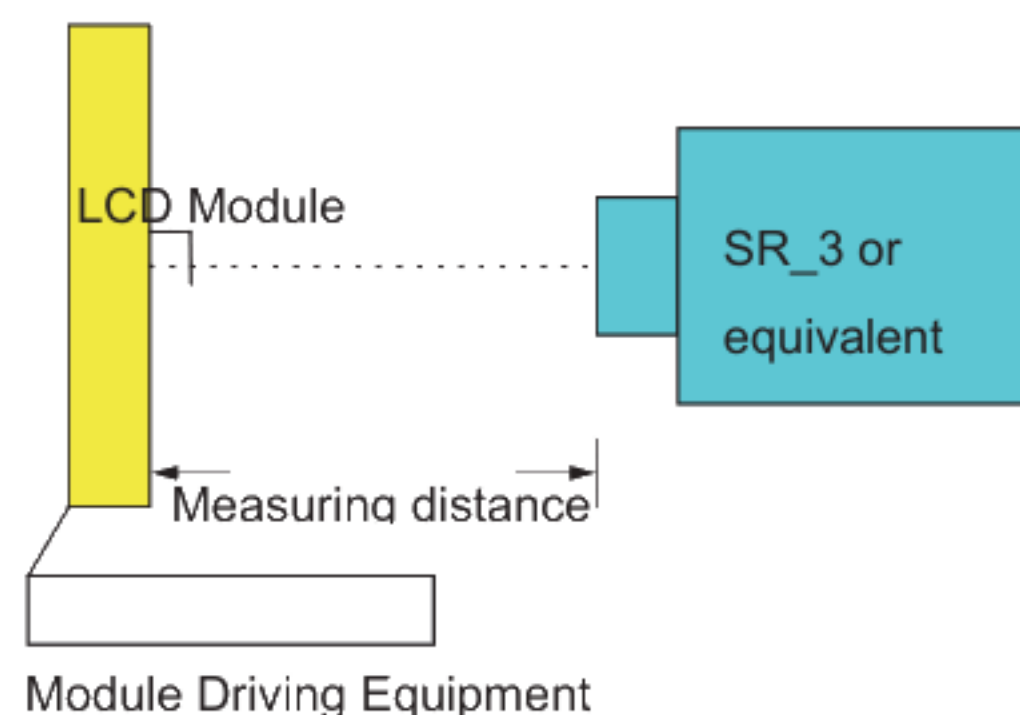 LCD Module
SR_3 or
equivalent
Measuring distance
Module Driving Equipment